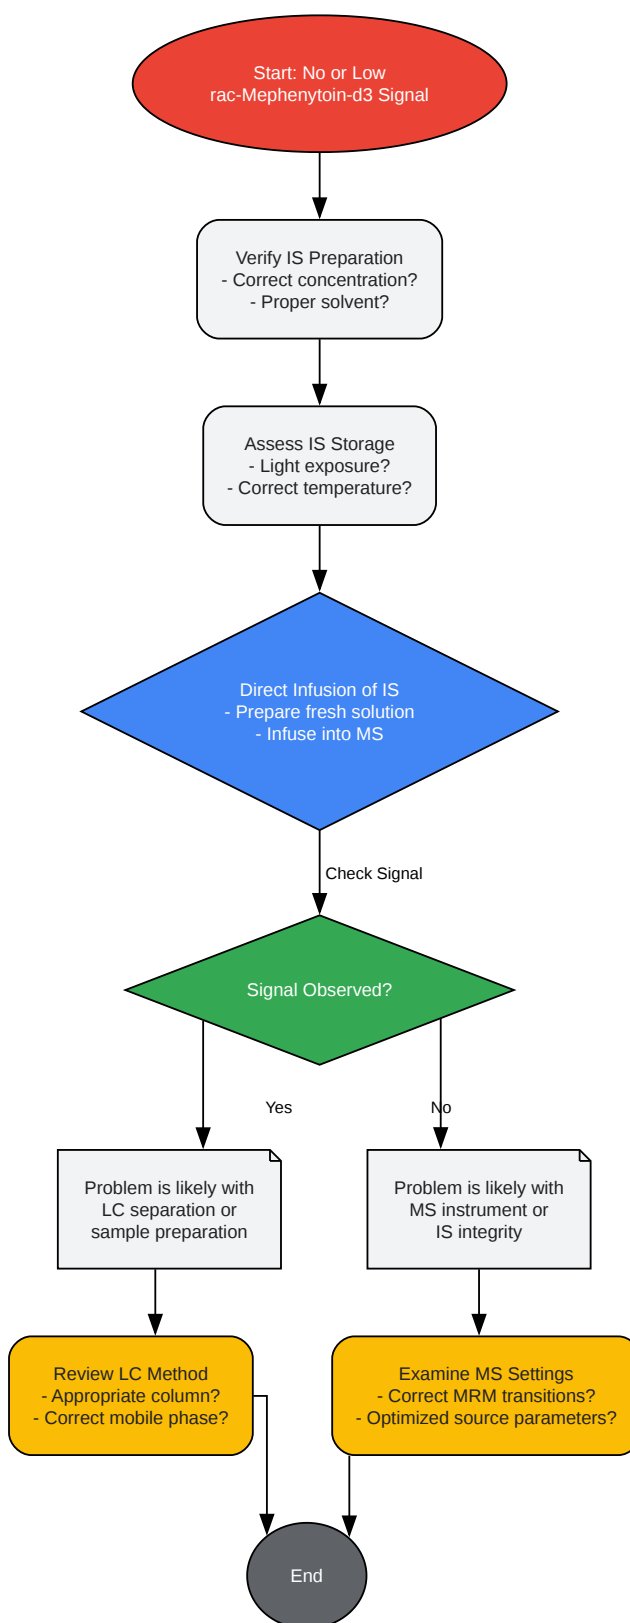 Start: No or Low
rac-Mephenytoin-d3 Signal
Verify IS Preparation
- Correct concentration?
- Proper solvent?
Assess IS Storage
- Light exposure?
- Correct temperature?
Direct Infusion of IS
- Prepare fresh solution
- Infuse into MS
Check Signal
Signal Observed?
Yes
No
Problem is likely with
LC separation or
sample preparation
Problem is likely with
MS instrument or
IS integrity
Review LC Method
- Appropriate column?
- Correct mobile phase?
Examine MS Settings
- Correct MRM transitions?
- Optimized source parameters?
End